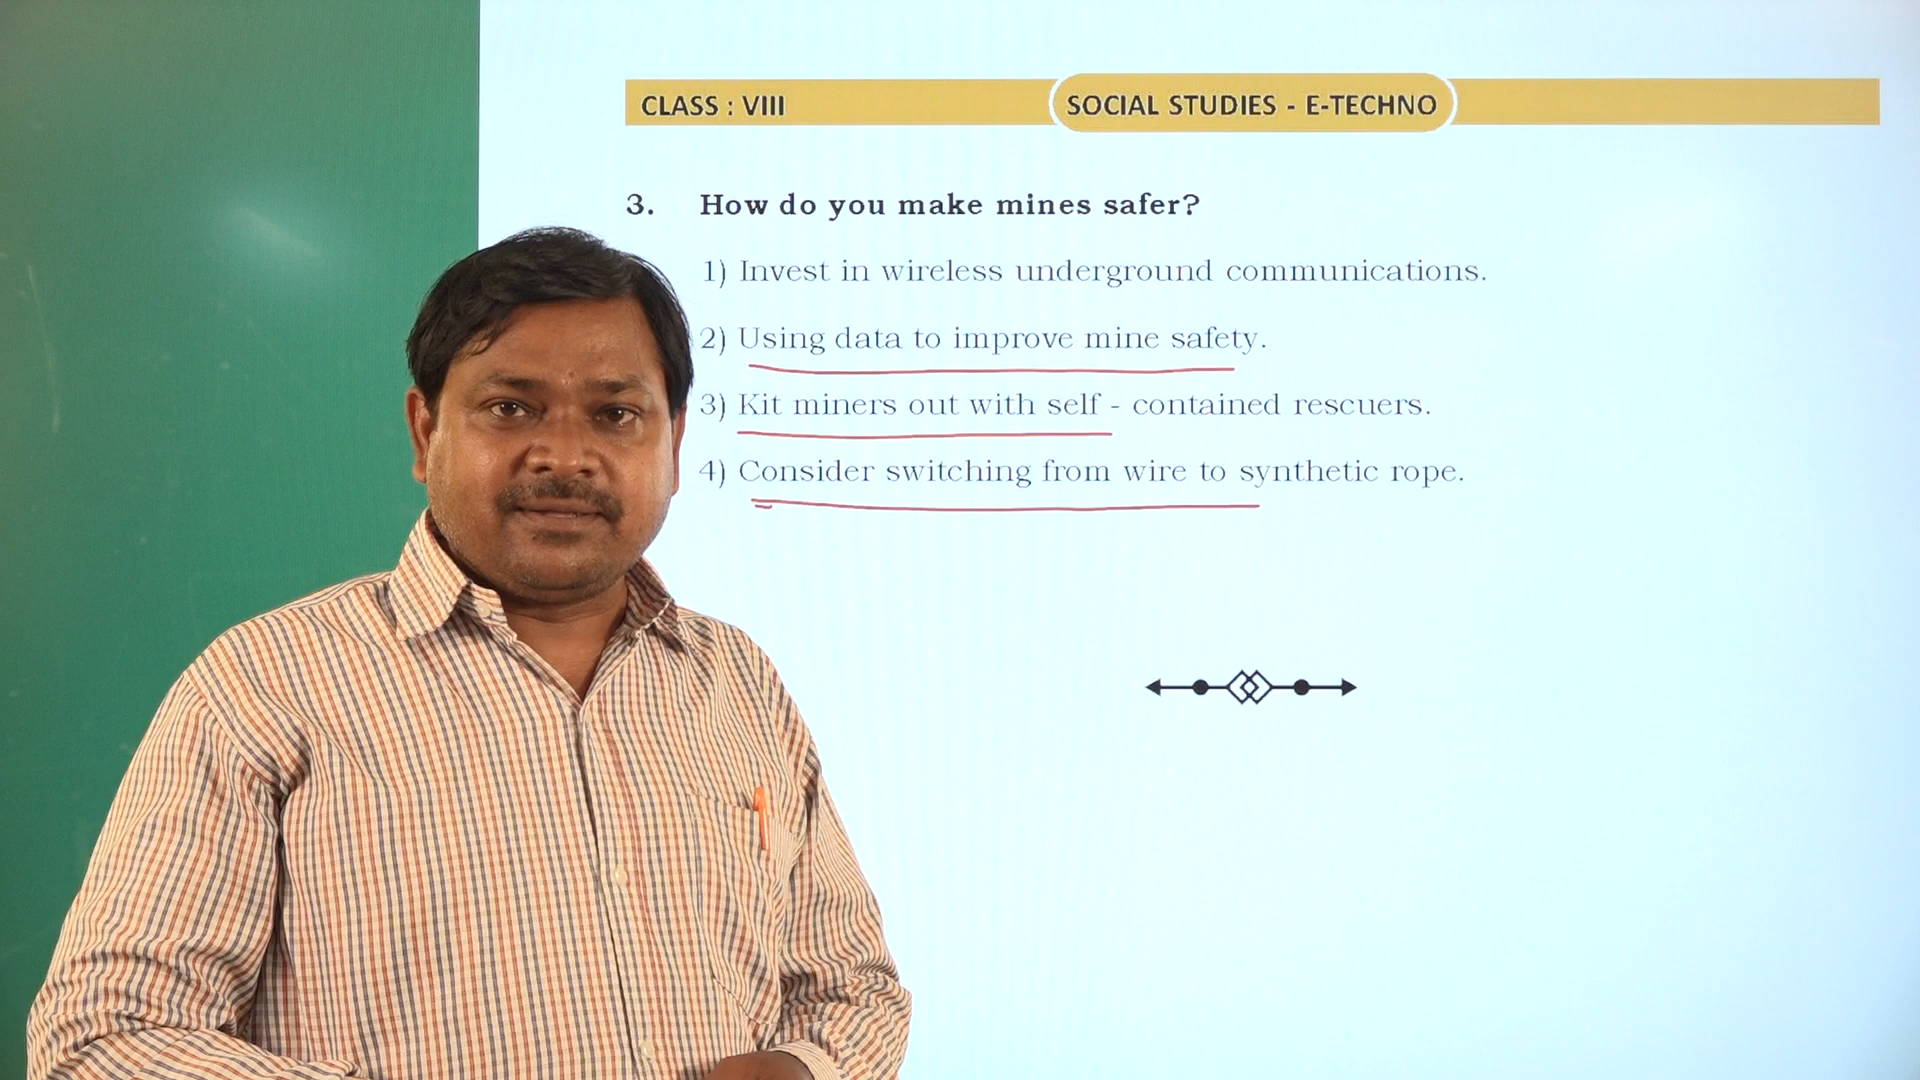 CLASS : VIII
SOCIAL STUDIES - E-TECHNO
3. How do you make mines safer?
1) Invest in wireless underground communications.
2) Using data to improve mine safety.
3) Kit miners out with self - contained rescuers.
4) Consider switching from wire to synthetic rope.